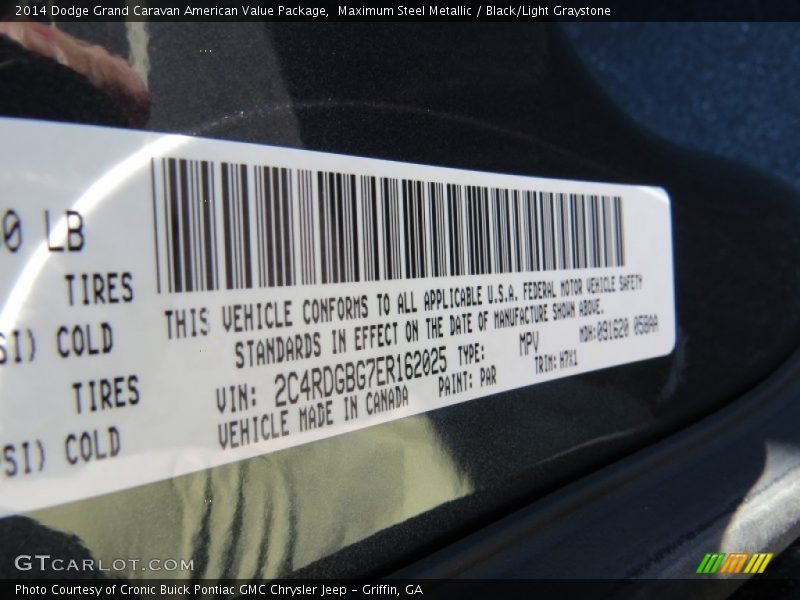 2014 Dodge Grand Caravan American Value Package,  Maximum Steel Metallic / Black/Light Graystone
0 LB
TIRES
SI) COLD
TIRES
SI) COLD
THIS VEHICLE CONFORMS TO ALL APPLICABLE U.S.A. FEDERAL MOTOR VEHICLE SAFETY
STANDARDS IN EFFECT ON THE DATE OF MANUFACTURE SHOWN ABOVE.
VIN: 2C4RDGBG7ER162025 TYPE: MPV MDH:091620 058AA
VEHICLE MADE IN CANADA PAINT: PAR TRIM:H7X1
GTCARLOT.COM
Photo Courtesy of Cronic Buick Pontiac GMC Chrysler Jeep – Griffin, GA